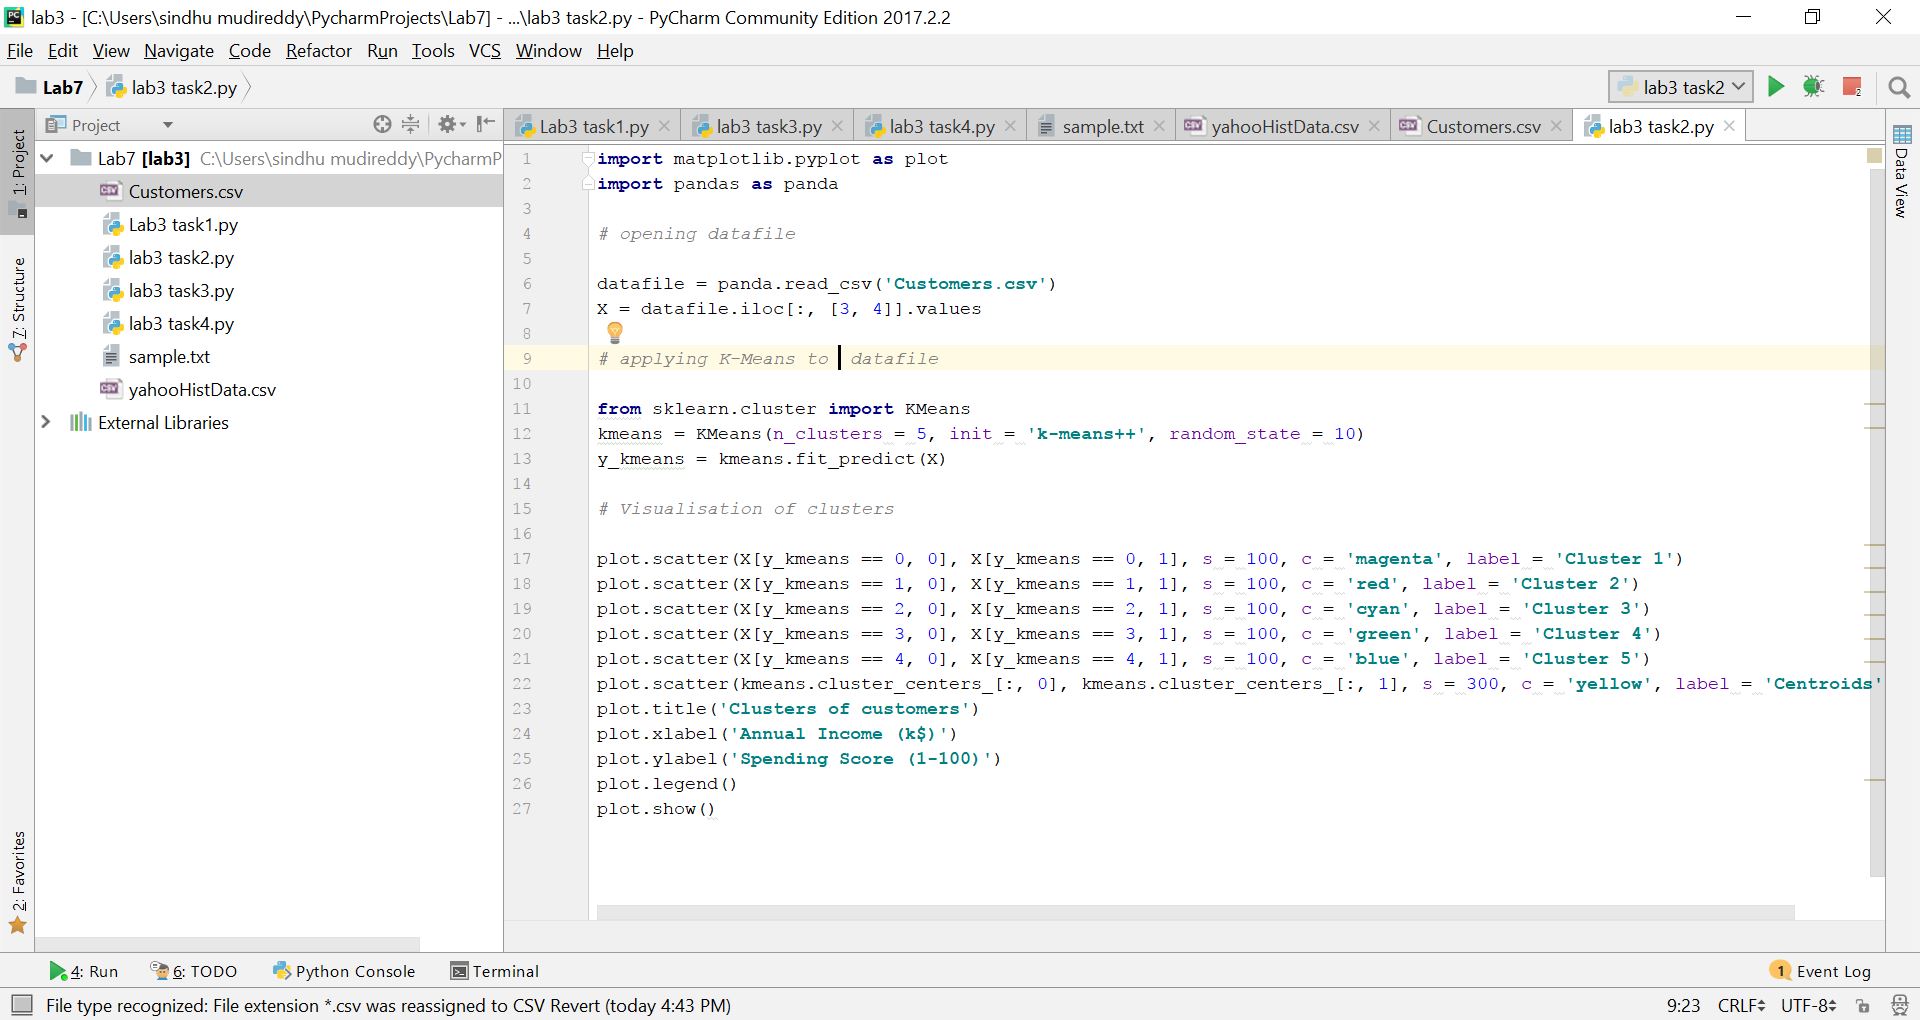 lab3 - [C:\Users\sindhu mudireddy\PycharmProjects\Lab7] - ...\lab3 task2.py - PyCharm Community Edition 2017.2.2
File Edit View Navigate Code Refactor Run Tools VCS Window Help
Lab7 lab3 task2.py
lab3 task2
Project
Lab3 task1.py lab3 task3.py lab3 task4.py sample.txt yahooHistData.csv Customers.csv lab3 task2.py
1: Project
7: Structure
2: Favorites
Data View
Lab7 [lab3] C:\Users\sindhu mudireddy\PycharmP
Customers.csv
Lab3 task1.py
lab3 task2.py
lab3 task3.py
lab3 task4.py
sample.txt
yahooHistData.csv
External Libraries
1 import matplotlib.pyplot as plot
2 import pandas as panda
3
4 # opening datafile
5
6 datafile = panda.read_csv('Customers.csv')
7 X = datafile.iloc[:, [3, 4]].values
8
9 # applying K-Means to datafile
10
11 from sklearn.cluster import KMeans
12 kmeans = KMeans(n_clusters = 5, init = 'k-means++', random_state = 10)
13 y_kmeans = kmeans.fit_predict(X)
14
15 # Visualisation of clusters
16
17 plot.scatter(X[y_kmeans == 0, 0], X[y_kmeans == 0, 1], s = 100, c = 'magenta', label = 'Cluster 1')
18 plot.scatter(X[y_kmeans == 1, 0], X[y_kmeans == 1, 1], s = 100, c = 'red', label = 'Cluster 2')
19 plot.scatter(X[y_kmeans == 2, 0], X[y_kmeans == 2, 1], s = 100, c = 'cyan', label = 'Cluster 3')
20 plot.scatter(X[y_kmeans == 3, 0], X[y_kmeans == 3, 1], s = 100, c = 'green', label = 'Cluster 4')
21 plot.scatter(X[y_kmeans == 4, 0], X[y_kmeans == 4, 1], s = 100, c = 'blue', label = 'Cluster 5')
22 plot.scatter(kmeans.cluster_centers_[:, 0], kmeans.cluster_centers_[:, 1], s = 300, c = 'yellow', label = 'Centroids'
23 plot.title('Clusters of customers')
24 plot.xlabel('Annual Income (k$)')
25 plot.ylabel('Spending Score (1-100)')
26 plot.legend()
27 plot.show()
4: Run 6: TODO Python Console Terminal 1 Event Log
File type recognized: File extension *.csv was reassigned to CSV Revert (today 4:43 PM) 9:23 CRLF UTF-8